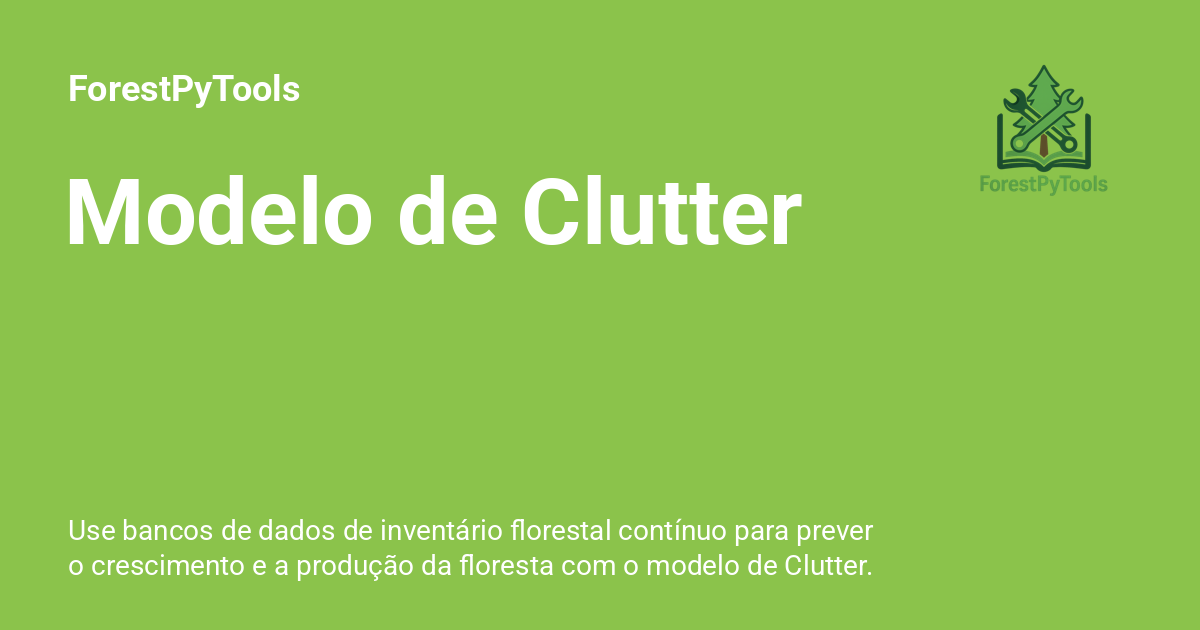 ForestPyTools
ForestPyTools
Modelo de Clutter
Use bancos de dados de inventário florestal contínuo para prever
o crescimento e a produção da floresta com o modelo de Clutter.